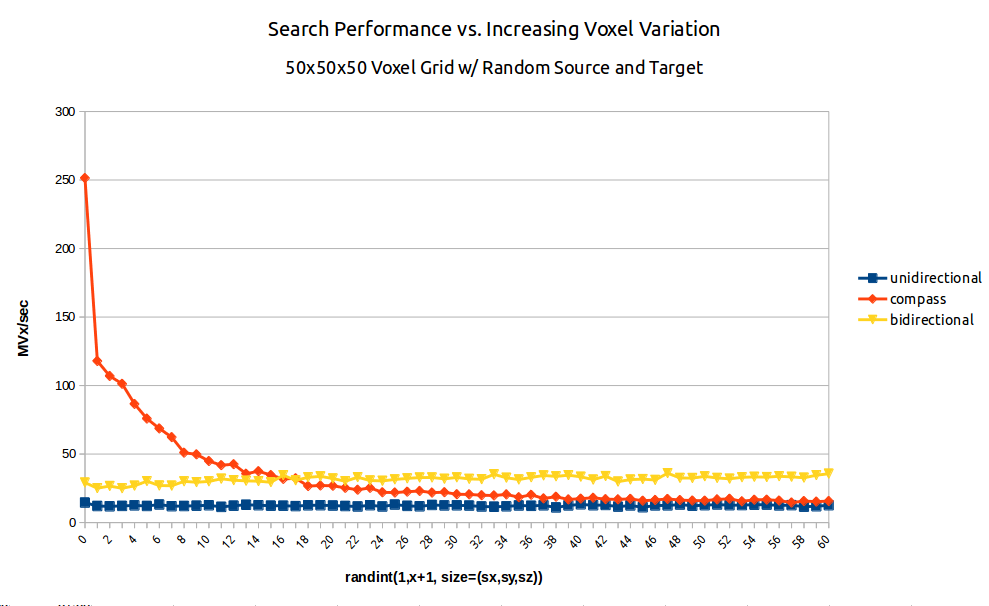 Search Performance vs. Increasing Voxel Variation
50x50x50 Voxel Grid w/ Random Source and Target
300
250
200
150
100
50
0
MVx/sec
0 2 4 6 8 10 12 14 16 18 20 22 24 26 28 30 32 34 36 38 40 42 44 46 48 50 52 54 56 58 60
randint(1,x+1, size=(sx,sy,sz))
unidirectional
compass
bidirectional